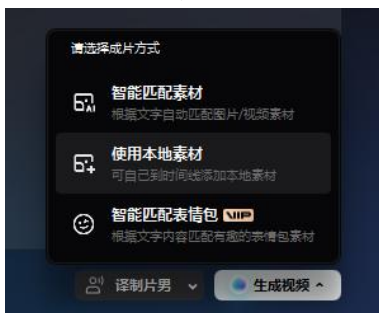 请选择成片方式
智能匹配素材
根据文字自动匹配图片/视频素材
使用本地素材
可自己到时间线添加本地素材
智能匹配表情包 VIP
根据文字内容匹配有趣的表情包素材
译制片男 生成视频